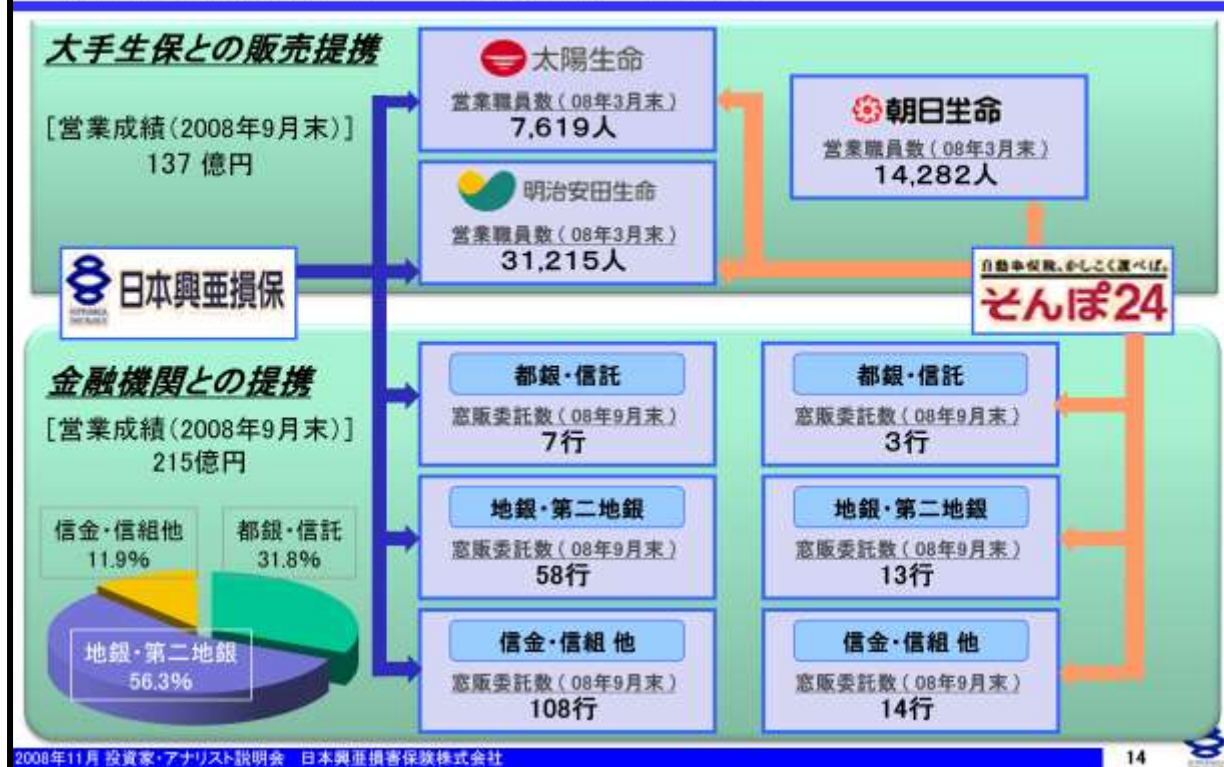 大手生保との販売提携
[営業成績(2008年9月末)]
137 億円
太陽生命
営業職員数(08年3月末)
7,619人
明治安田生命
営業職員数(08年3月末)
31,215人
朝日生命
営業職員数(08年3月末)
14,282人
日本興亜損保
自動車保険、かしこく選べば。
そんぽ24
金融機関との提携
[営業成績(2008年9月末)]
215億円
信金・信組他
11.9%
都銀・信託
31.8%
地銀・第二地銀
56.3%
都銀・信託
窓販委託数(08年9月末)
7行
地銀・第二地銀
窓販委託数(08年9月末)
58行
信金・信組 他
窓販委託数(08年9月末)
108行
都銀・信託
窓販委託数(08年9月末)
3行
地銀・第二地銀
窓販委託数(08年9月末)
13行
信金・信組 他
窓販委託数(08年9月末)
14行
2008年11月 投資家・アナリスト説明会 日本興亜損害保険株式会社
14